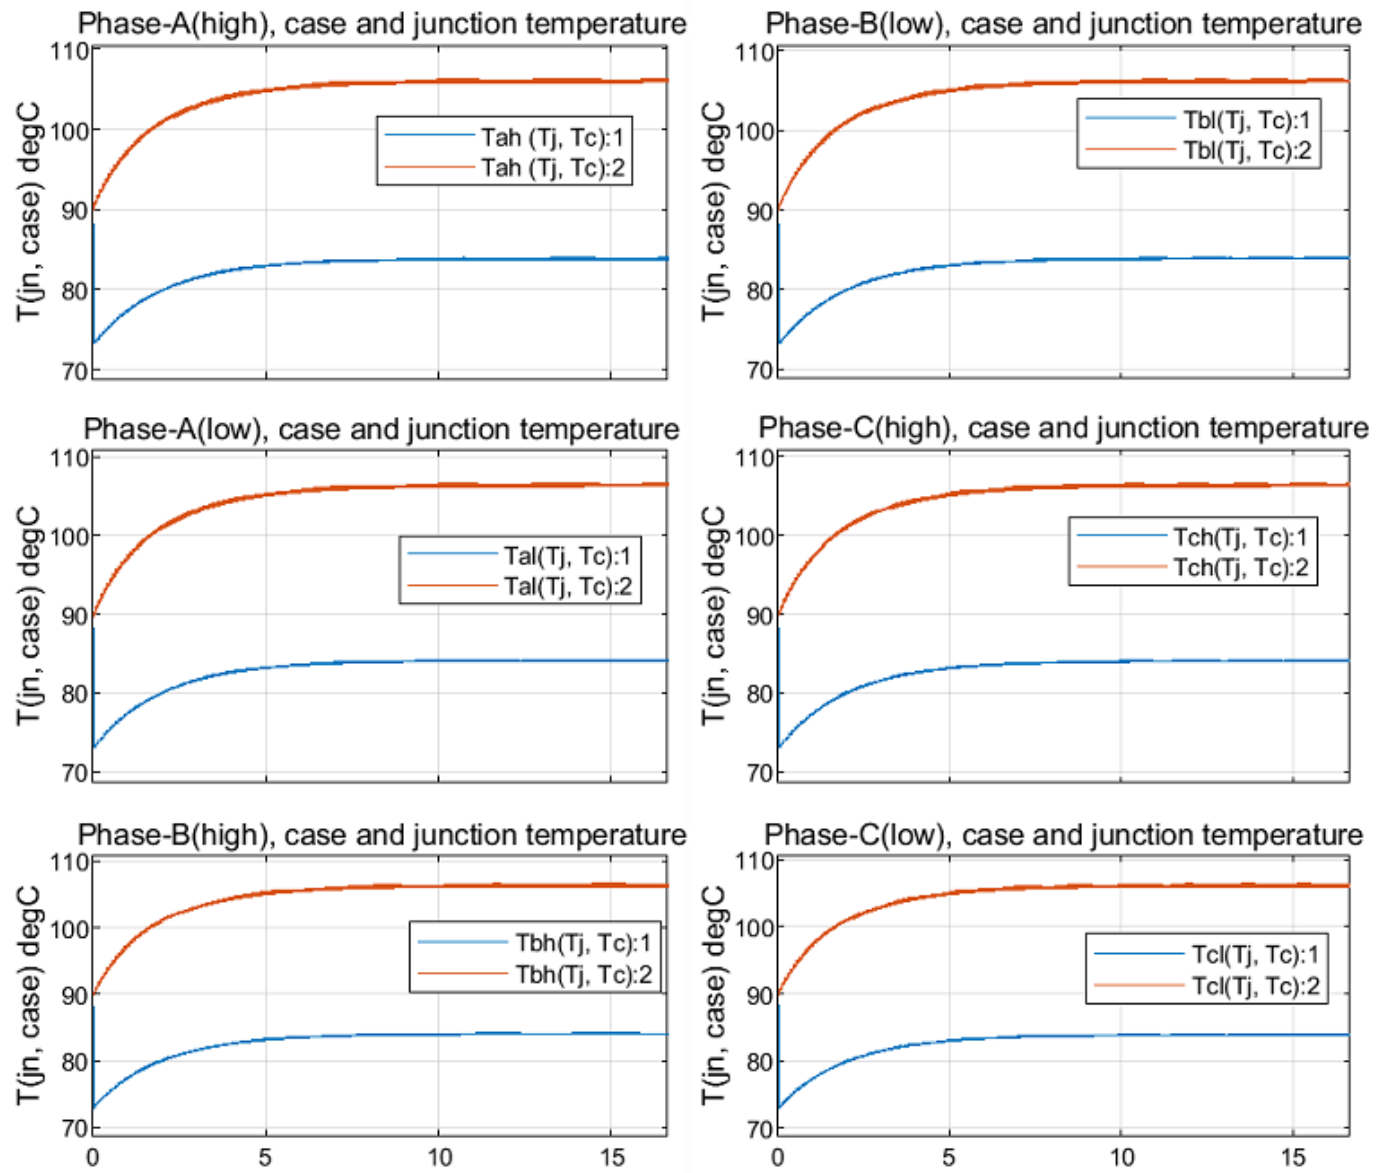 Phase-A(high), case and junction temperature
T(jn, case) degC
110
100
90
80
70
Tah (Tj, Tc):1
Tah (Tj, Tc):2
Phase-B(low), case and junction temperature
T(jn, case) degC
110
100
90
80
70
Tbl(Tj, Tc):1
Tbl(Tj, Tc):2
Phase-A(low), case and junction temperature
T(jn, case) degC
110
100
90
80
70
Tal(Tj, Tc):1
Tal(Tj, Tc):2
Phase-C(high), case and junction temperature
T(jn, case) degC
110
100
90
80
70
Tch(Tj, Tc):1
Tch(Tj, Tc):2
Phase-B(high), case and junction temperature
T(jn, case) degC
110
100
90
80
70
Tbh(Tj, Tc):1
Tbh(Tj, Tc):2
0 5 10 15
Phase-C(low), case and junction temperature
T(jn, case) degC
110
100
90
80
70
Tcl(Tj, Tc):1
Tcl(Tj, Tc):2
0 5 10 15